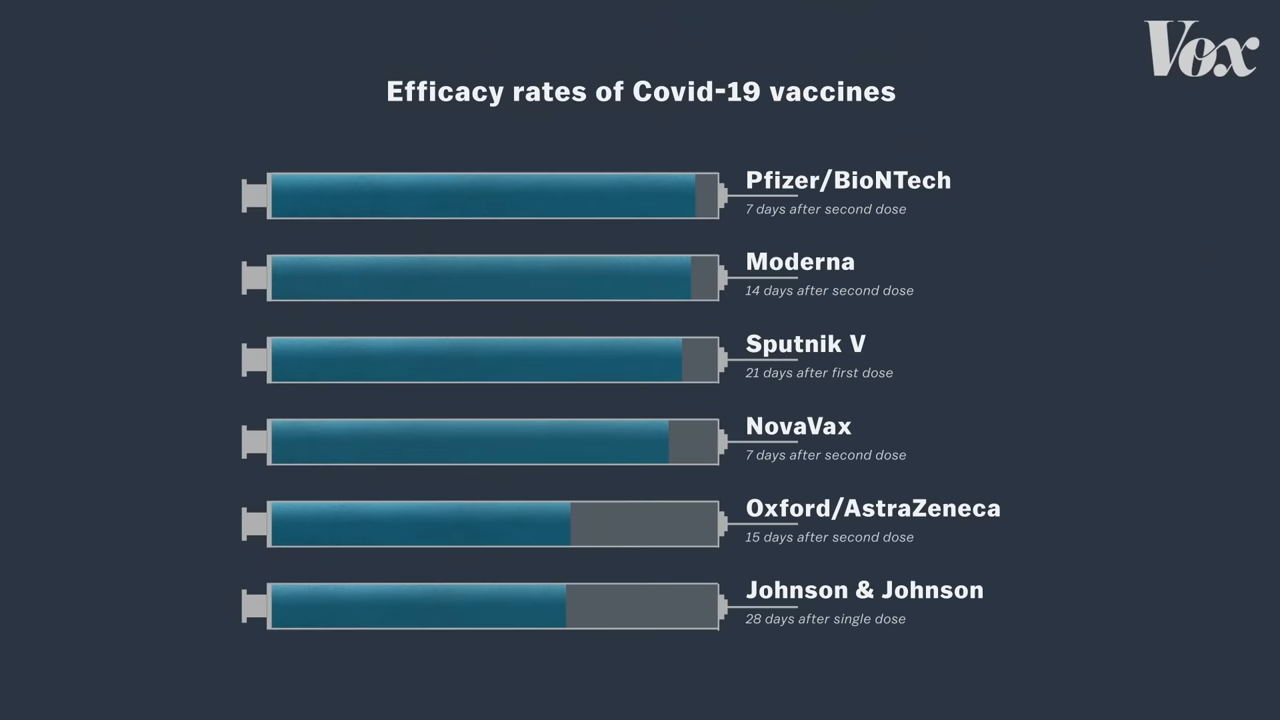 Vox
Efficacy rates of Covid-19 vaccines
Pfizer/BioNTech
7 days after second dose
Moderna
14 days after second dose
Sputnik V
21 days after first dose
NovaVax
7 days after second dose
Oxford/AstraZeneca
15 days after second dose
Johnson & Johnson
28 days after single dose